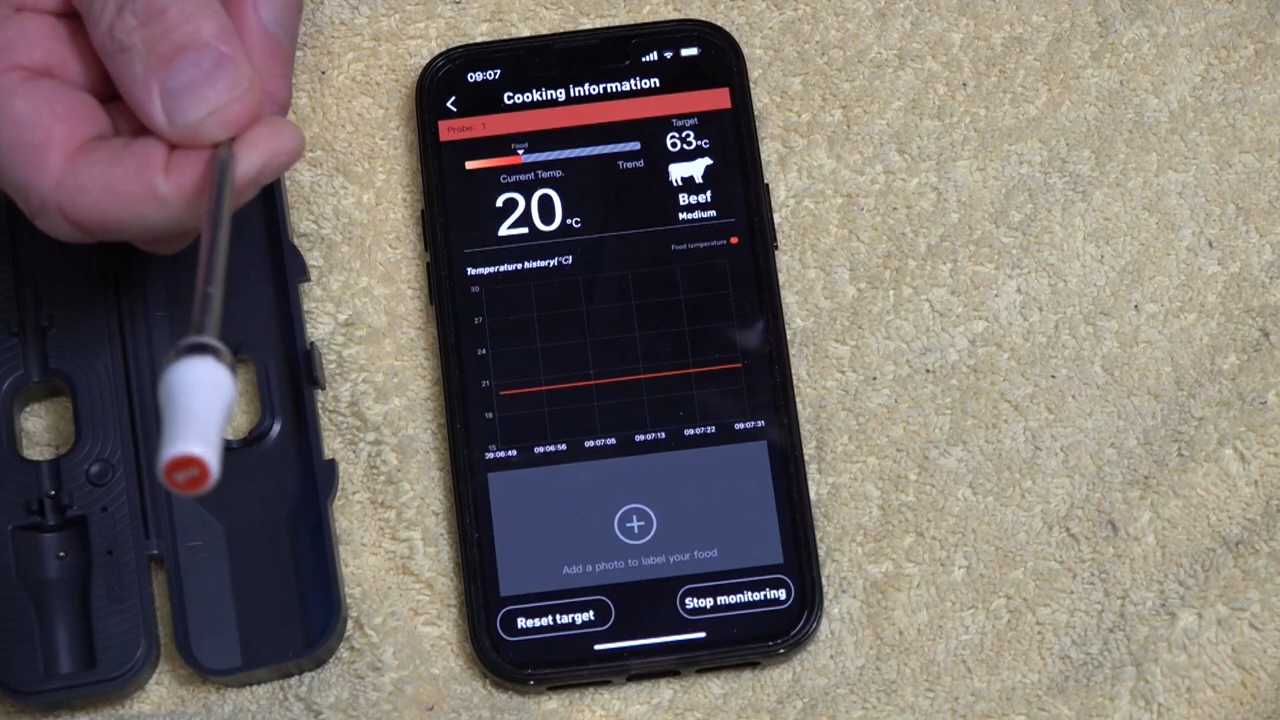 09:07
Cooking information
Probe: 1
Food
Target
63°C
Trend
Current Temp.
20°C
Beef
Medium
Food temperature
Temperature history(°C)
30
27
24
21
18
15
09:06:49 09:06:56 09:07:05 09:07:13 09:07:22 09:07:31
Add a photo to label your food
Reset target
Stop monitoring